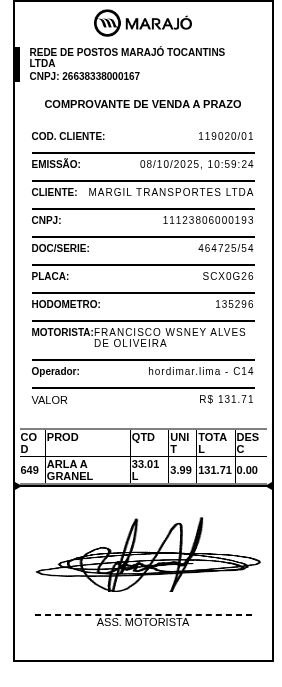 MARAJÓ
REDE DE POSTOS MARAJÓ TOCANTINS
LTDA
CNPJ: 26638338000167
COMPROVANTE DE VENDA A PRAZO
COD. CLIENTE: 119020/01
EMISSÃO: 08/10/2025, 10:59:24
CLIENTE: MARGIL TRANSPORTES LTDA
CNPJ: 11123806000193
DOC/SERIE: 464725/54
PLACA: SCX0G26
HODOMETRO: 135296
MOTORISTA:FRANCISCO WSNEY ALVES
DE OLIVEIRA
Operador: hordimar.lima - C14
VALOR R$ 131.71
COD PROD QTD UNIT TOTAL DESC
649 ARLA A GRANEL 33.01 L 3.99 131.71 0.00
ASS. MOTORISTA